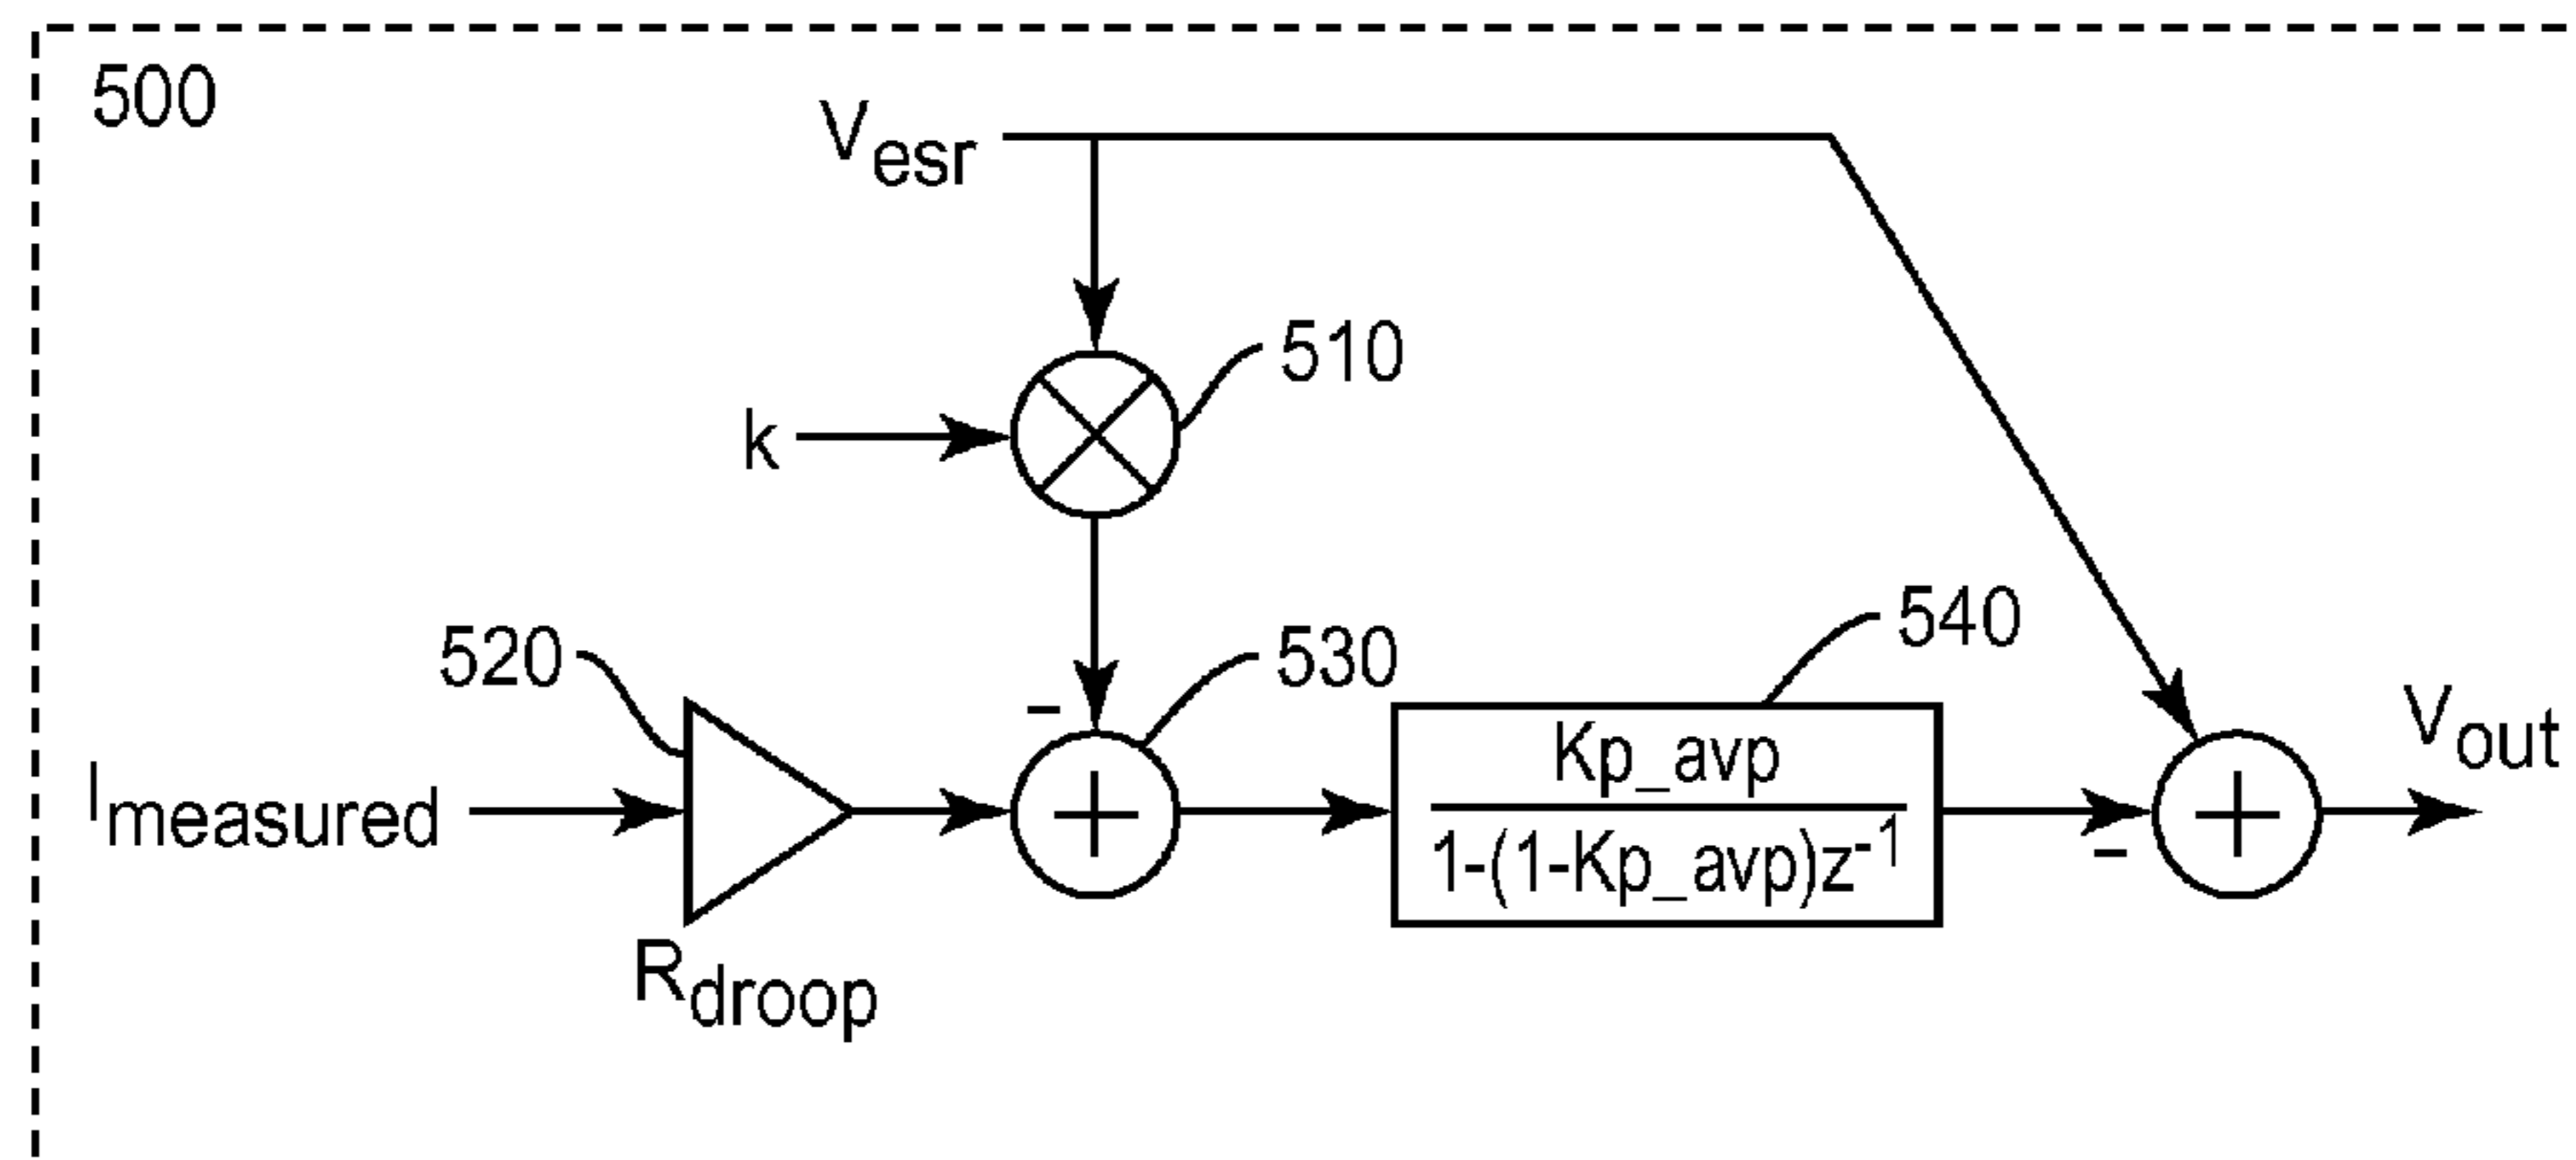 500
Vesr
510
k
520
530
540
Imeasured
-
+
Kp_avp
1-(1-Kp_avp)z-1
-
+
Vout
Rdroop